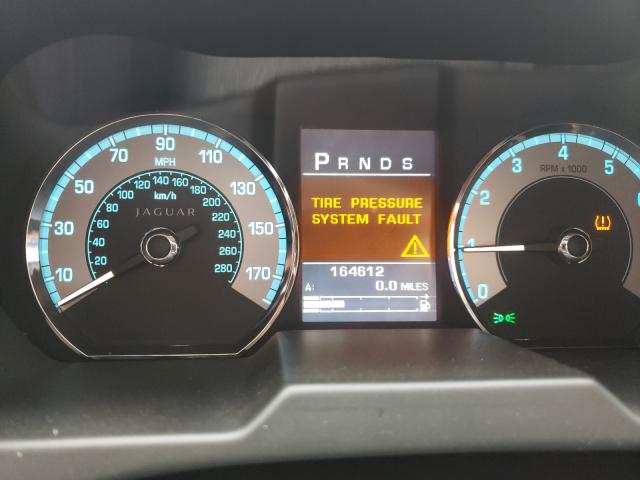 10 30 50 70 90 110 130 150 170
MPH
20 40 60 80 100 120 140 160 180 200 220 240 260 280
km/h
JAGUAR
P R N D S
TIRE PRESSURE
SYSTEM FAULT
164612
A: 0.0 MILES
0 1 2 3 4 5 6
RPM x 1000